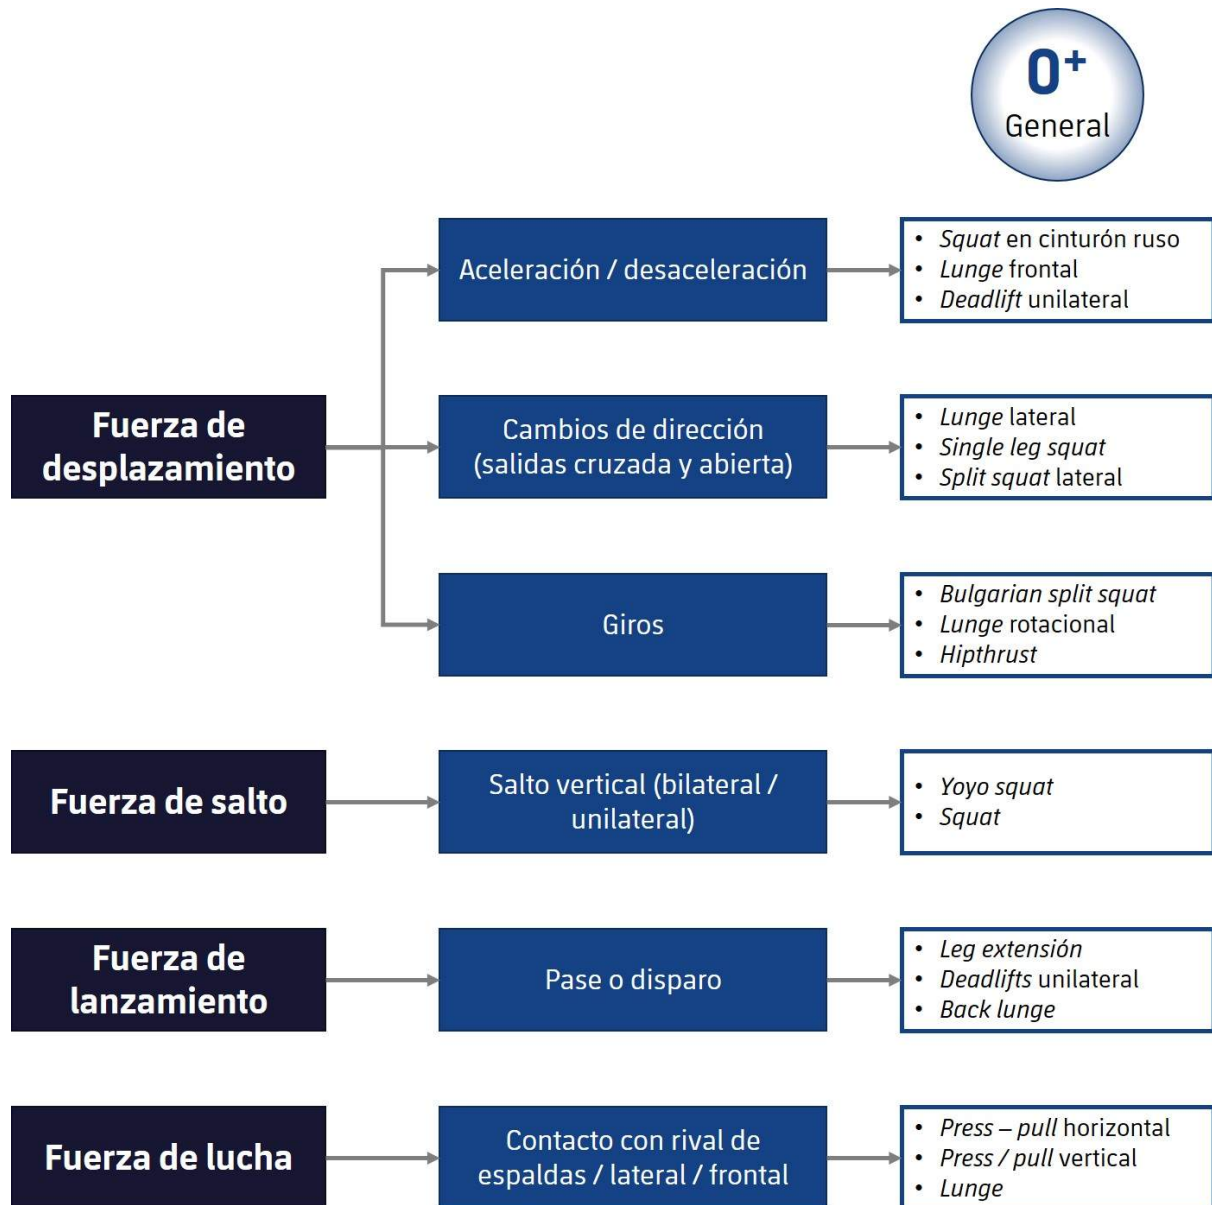 0+
General
Aceleración / desaceleración
• Squat en cinturón ruso
• Lunge frontal
• Deadlift unilateral
Fuerza de
desplazamiento
Cambios de dirección
(salidas cruzada y abierta)
• Lunge lateral
• Single leg squat
• Split squat lateral
Giros
• Bulgarian split squat
• Lunge rotacional
• Hipthrust
Fuerza de salto
Salto vertical (bilateral /
unilateral)
• Yoyo squat
• Squat
Fuerza de
lanzamiento
Pase o disparo
• Leg extensión
• Deadlifts unilateral
• Back lunge
Fuerza de lucha
Contacto con rival de
espaldas / lateral / frontal
• Press – pull horizontal
• Press / pull vertical
• Lunge